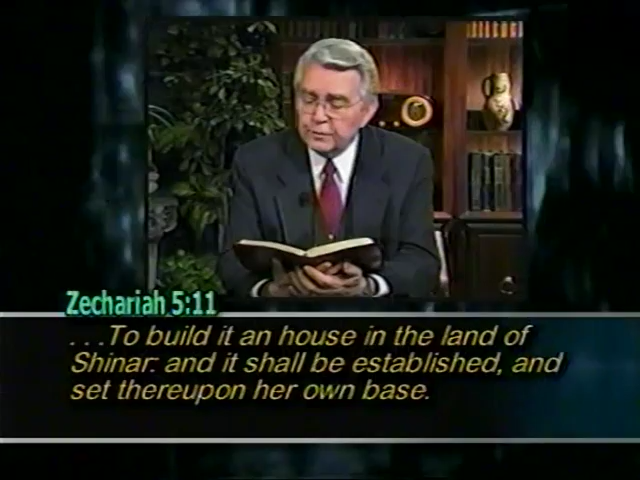 Zechariah 5:11
. . .To build it an house in the land of
Shinar: and it shall be established, and
set thereupon her own base.